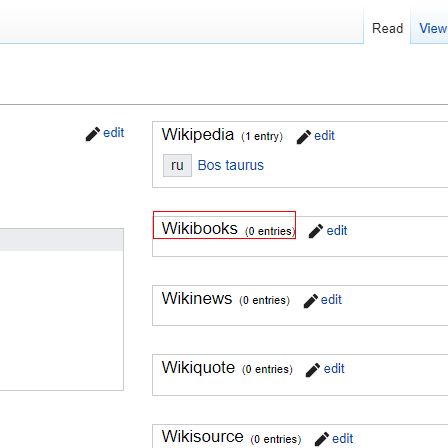 Read View
edit
Wikipedia (1 entry) edit
ru Bos taurus
Wikibooks (0 entries) edit
Wikinews (0 entries) edit
Wikiquote (0 entries) edit
Wikisource (0 entries) edit